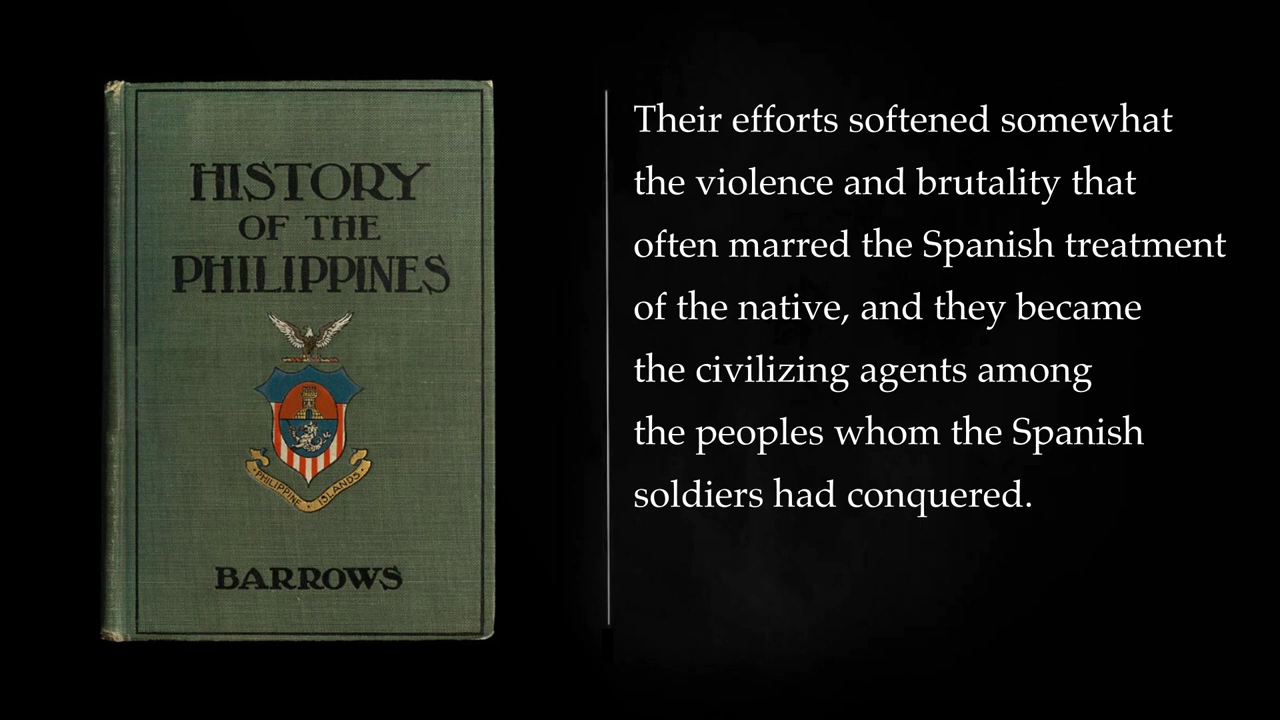 HISTORY
OF THE
PHILIPPINES
PHILIPPINE ISLANDS
BARROWS
Their efforts softened somewhat
the violence and brutality that
often marred the Spanish treatment
of the native, and they became
the civilizing agents among
the peoples whom the Spanish
soldiers had conquered.